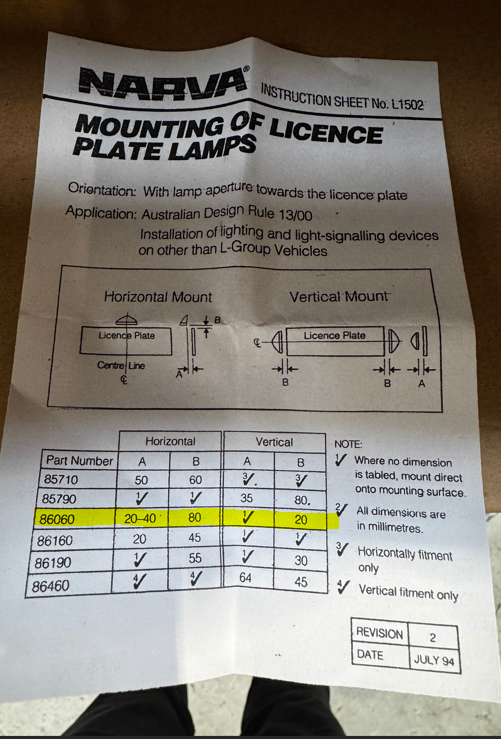 NARVA® INSTRUCTION SHEET No. L1502
MOUNTING OF LICENCE
PLATE LAMPS
Orientation: With lamp aperture towards the licence plate
Application: Australian Design Rule 13/00
Installation of lighting and light-signalling devices
on other than L-Group Vehicles
Horizontal Mount Vertical Mount
B
Licence Plate
Centre Line
℄
A
℄ Licence Plate
B B A
Horizontal Vertical
Part Number A B A B
85710 50 60 3✓. 3✓.
85790 1✓ 1✓ 35 80.
86060 20–40 80 1✓ 20
86160 20 45 1✓ 1✓
86190 1✓ 55 1✓ 30
86460 4✓ 4✓ 64 45
NOTE:
1✓ Where no dimension
is tabled, mount direct
onto mounting surface.
2✓ All dimensions are
in millimetres.
3✓ Horizontally fitment
only
4✓ Vertical fitment only
REVISION 2
DATE JULY 94